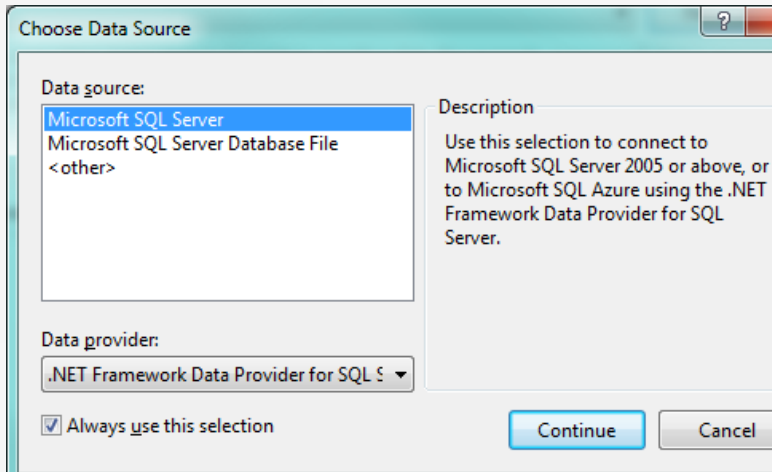 Choose Data Source
?
Data source:
Microsoft SQL Server
Microsoft SQL Server Database File
<other>
Description
Use this selection to connect to
Microsoft SQL Server 2005 or above, or
to Microsoft SQL Azure using the .NET
Framework Data Provider for SQL
Server.
Data provider:
.NET Framework Data Provider for SQL S
Always use this selection
Continue
Cancel